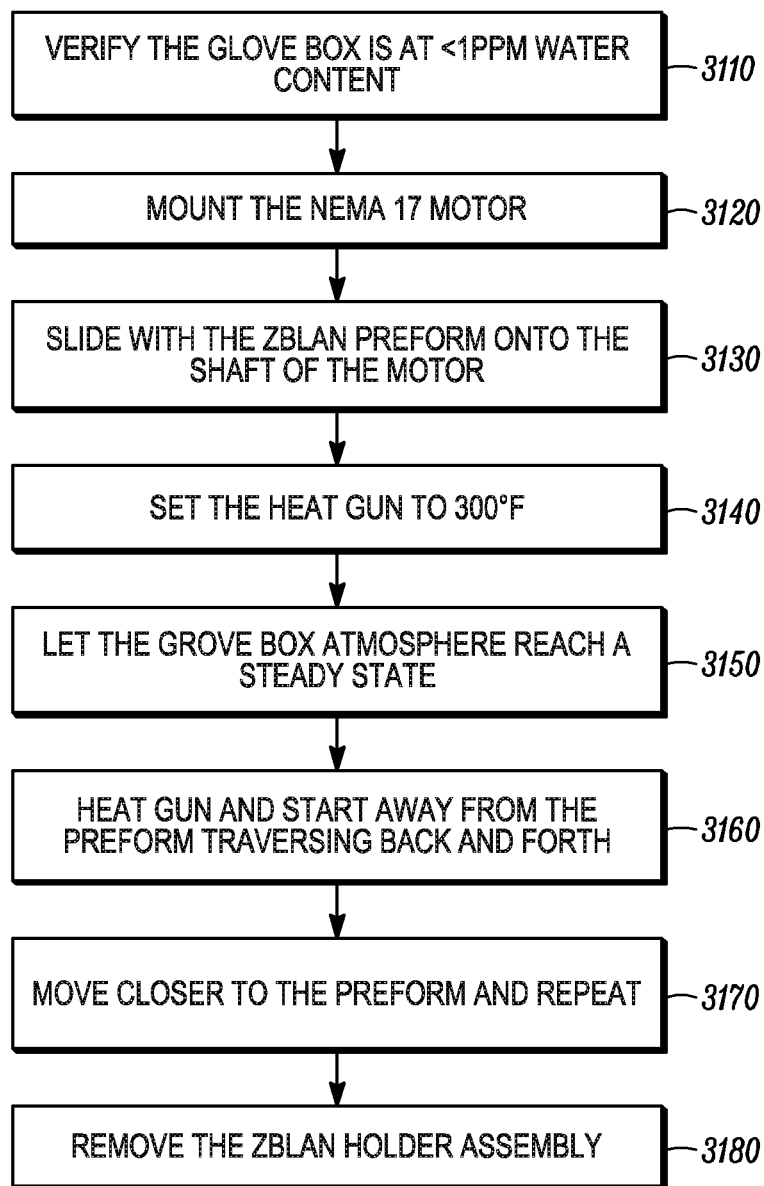 VERIFY THE GLOVE BOX IS AT <1PPM WATER
CONTENT
3110
MOUNT THE NEMA 17 MOTOR
3120
SLIDE WITH THE ZBLAN PREFORM ONTO THE
SHAFT OF THE MOTOR
3130
SET THE HEAT GUN TO 300°F
3140
LET THE GROVE BOX ATMOSPHERE REACH A
STEADY STATE
3150
HEAT GUN AND START AWAY FROM THE
PREFORM TRAVERSING BACK AND FORTH
3160
MOVE CLOSER TO THE PREFORM AND REPEAT
3170
REMOVE THE ZBLAN HOLDER ASSEMBLY
3180